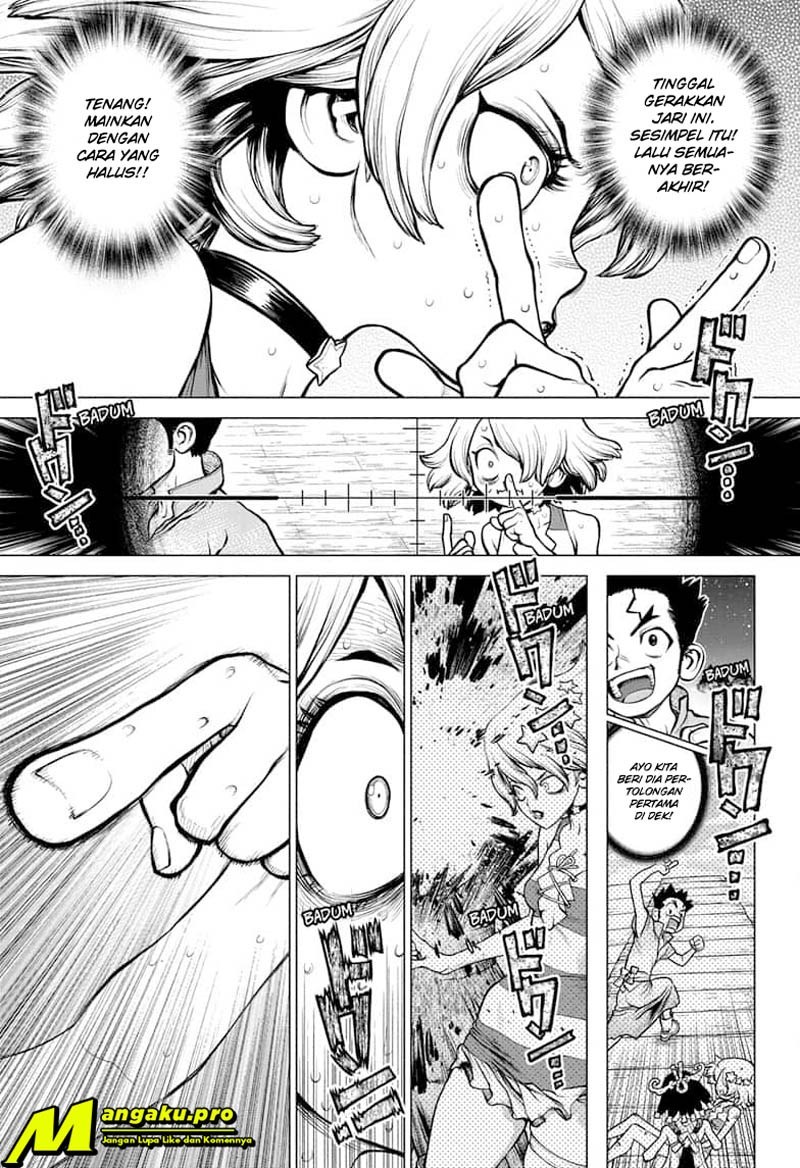 TINGGAL
GERAKKAN
JARI INI.
SESIMPEL ITU!
LALU SEMUA-
NYA BER-
AKHIR!
TENANG!
MAINKAN
DENGAN
CARA YANG
HALUS!!
ドクン…
BADUM
BADUM
ドクン…
BADUM
ドクン…
AYO KITA
BERI DIA PER-
TOLONGAN
PERTAMA
DI DEK!
BADUM
ドクン…
BADUM
ドクン…
BADUM
ドクン…
Mangaku.pro
Jangan Lupa Like dan Komennya